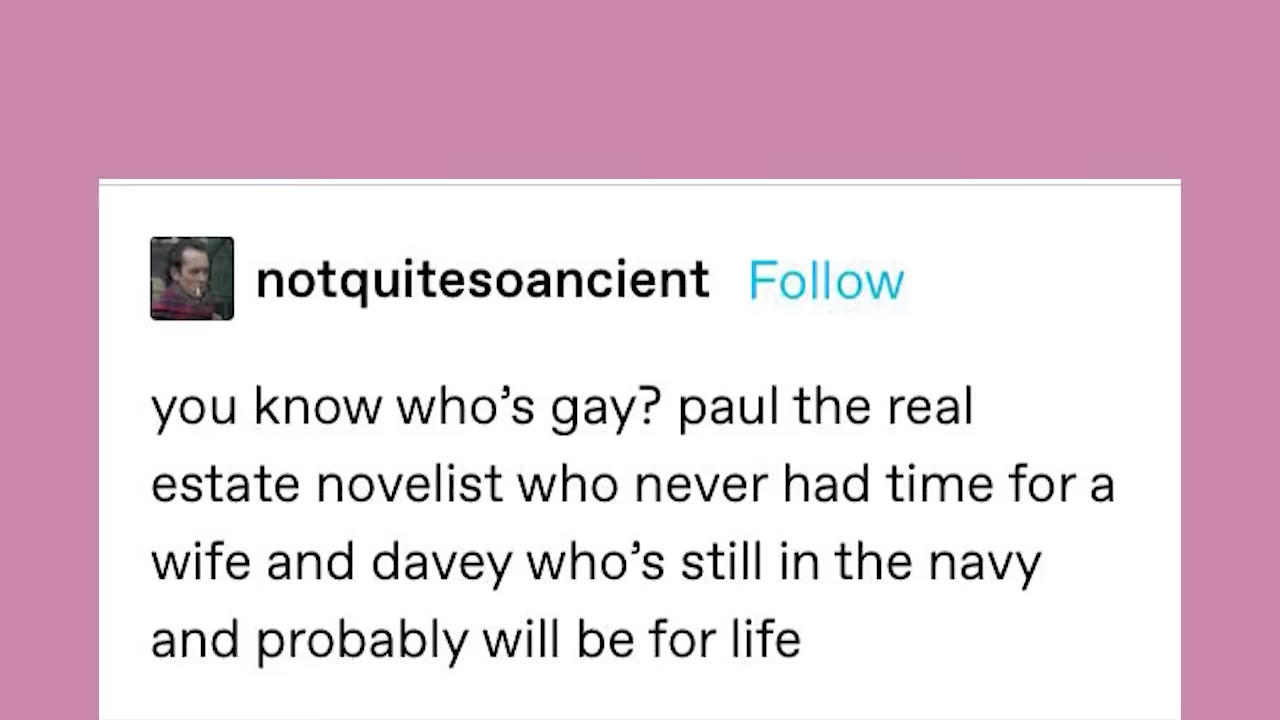 notquitesoancient Follow
you know who’s gay? paul the real
estate novelist who never had time for a
wife and davey who’s still in the navy
and probably will be for life